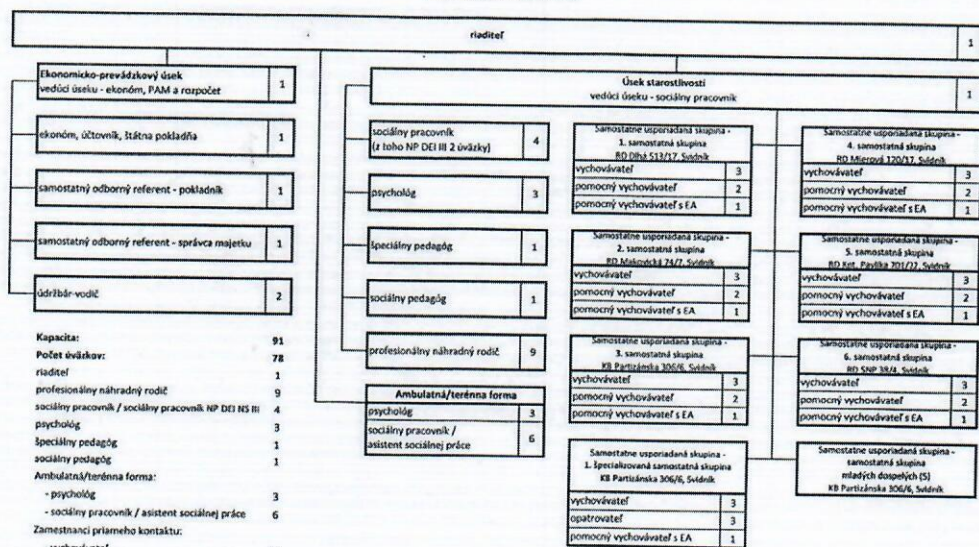 riaditeľ 1
Ekonomicko-prevádzkový úsek
vedúci úseku - ekonóm, PAM a rozpočet 1
ekonóm, účtovník, štátna pokladňa 1
samostatný odborný referent - pokladník 1
samostatný odborný referent - správca majetku 1
údržbár-vodič 2
Úsek starostlivosti
vedúci úseku - sociálny pracovník 1
sociálny pracovník
(z toho NP DEI III 2 úväzky) 4
psychológ 3
špeciálny pedagóg 1
sociálny pedagóg 1
profesionálny náhradný rodič 9
Ambulatná/terénna forma
psychológ 3
sociálny pracovník /
asistent sociálnej práce 6
Samostatne usporiadaná skupina -
1. samostatná skupina
RD Dlhá 513/17, Svidník
vychovávateľ 3
pomocný vychovávateľ 2
pomocný vychovávateľ s EA 1
Samostatne usporiadaná skupina -
2. samostatná skupina
RD Makovická 74/7, Svidník
vychovávateľ 3
pomocný vychovávateľ 2
pomocný vychovávateľ s EA 1
Samostatne usporiadaná skupina -
3. samostatná skupina
KB Partizánska 306/6, Svidník
vychovávateľ 3
pomocný vychovávateľ 2
pomocný vychovávateľ s EA 1
Samostatne usporiadaná skupina -
1. špecializovaná samostatná skupina
KB Partizánska 306/6, Svidník
vychovávateľ 3
opatrovateľ 3
pomocný vychovávateľ s EA 1
Samostatne usporiadaná skupina -
4. samostatná skupina
RD Mierová 120/17, Svidník
vychovávateľ 3
pomocný vychovávateľ 2
pomocný vychovávateľ s EA 1
Samostatne usporiadaná skupina -
5. samostatná skupina
RD Kpt. Pavlíka Svidník
vychovávateľ 3
pomocný vychovávateľ 2
pomocný vychovávateľ s EA 1
Samostatne usporiadaná skupina -
6. samostatná skupina
RD SNP 38/4, Svidník
vychovávateľ 3
pomocný vychovávateľ 2
pomocný vychovávateľ s EA 1
Samostatne usporiadaná skupina -
samostatná skupina
mladých dospelých (5)
KB Partizánska 306/6, Svidník
Kapacita: 91
Počet úväzkov: 78
riaditeľ 1
profesionálny náhradný rodič 9
sociálny pracovník / sociálny pracovník NP DEI NS III 4
psychológ 3
špeciálny pedagóg 1
sociálny pedagóg 1
Ambulatná/terénna forma:
- psychológ 3
- sociálny pracovník / asistent sociálnej práce 6
Zamestnanci priameho kontaktu: